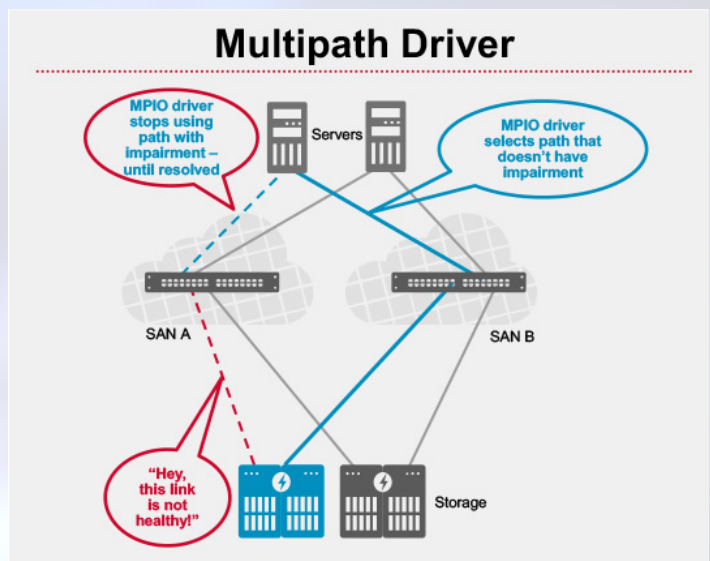 Multipath Driver
MPIO driver
stops using
path with
impairment –
until resolved
Servers
MPIO driver
selects path that
doesn't have
impairment
SAN A
SAN B
"Hey,
this link
is not
healthy!"
Storage